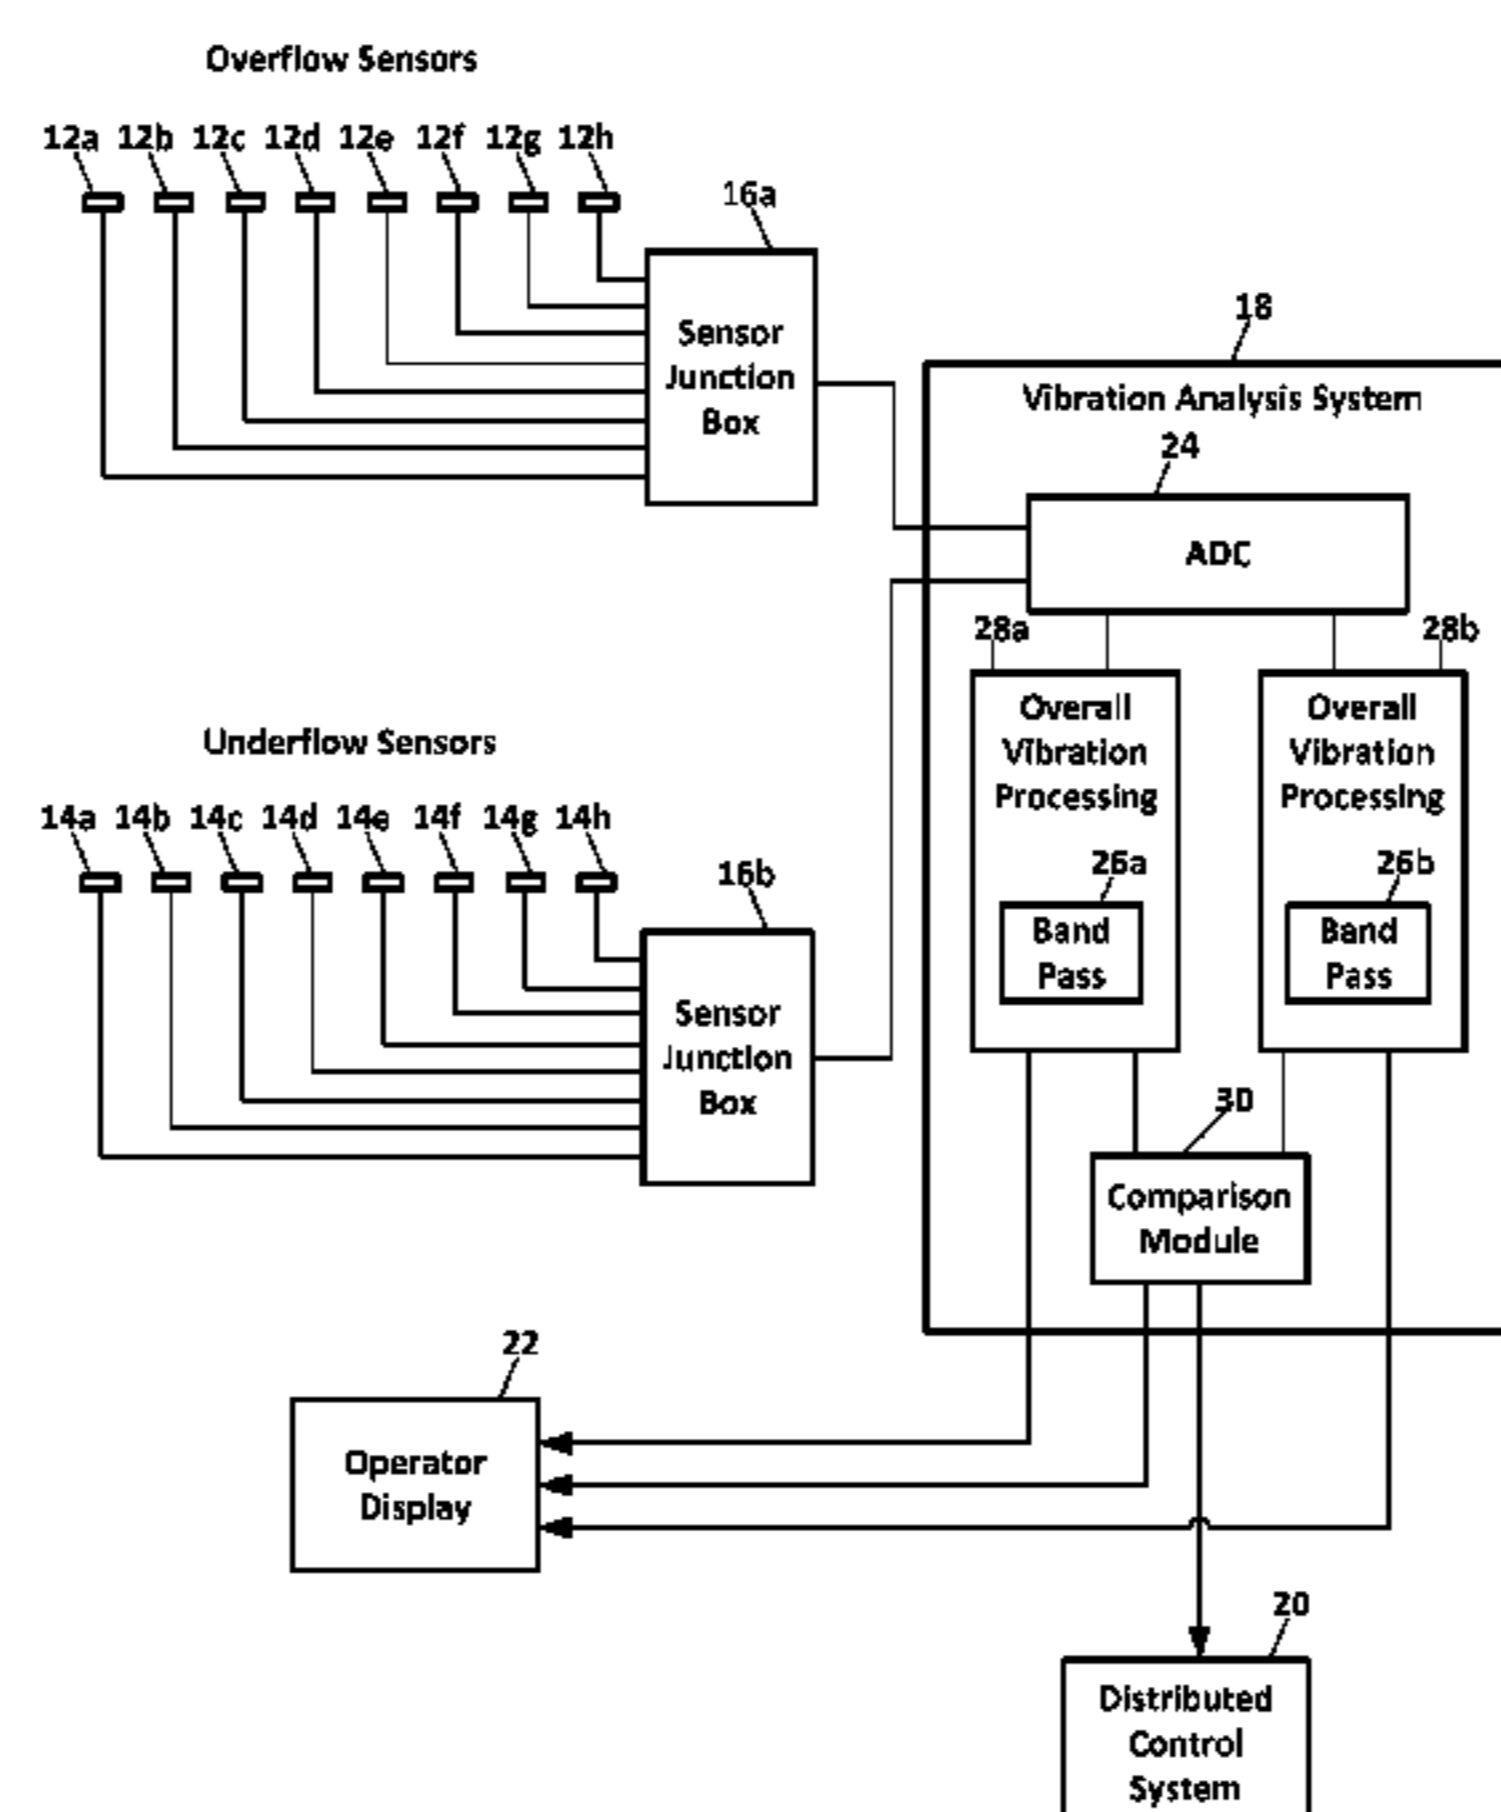 Overflow Sensors
12a 12b 12c 12d 12e 12f 12g 12h
16a
Sensor
Junction
Box
18
Vibration Analysis System
24
ADC
28a
28b
Overall
Vibration
Processing
26a
Band
Pass
Overall
Vibration
Processing
26b
Band
Pass
Underflow Sensors
14a 14b 14c 14d 14e 14f 14g 14h
16b
Sensor
Junction
Box
30
Comparison
Module
22
Operator
Display
20
Distributed
Control
System